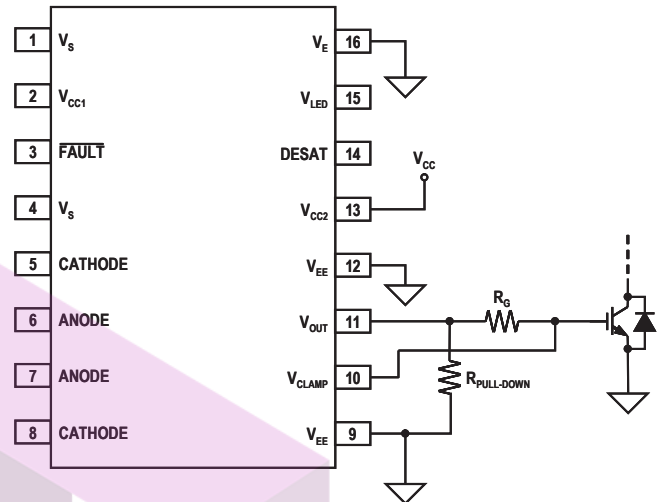 1 V_S
2 V_CC1
3 FAULT
4 V_S
5 CATHODE
6 ANODE
7 ANODE
8 CATHODE
V_E 16
V_LED 15
DESAT 14
V_CC2 13
V_EE 12
V_OUT 11
V_CLAMP 10
V_EE 9
V_CC
R_G
R_PULL-DOWN